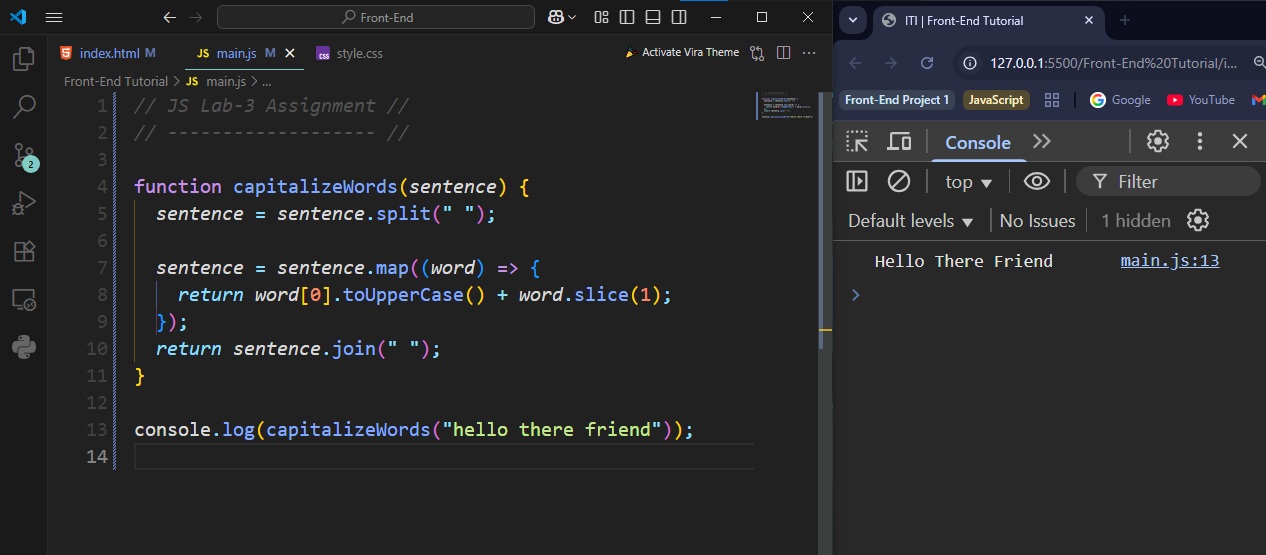 Front-End
ITI | Front-End Tutorial
index.html M
JS main.js M
CSS style.css
Activate Vira Theme
127.0.0.1:5500/Front-End%20Tutorial/i...
Front-End Tutorial > JS main.js > ...
Front-End Project 1
JavaScript
Google
YouTube
1 // JS Lab-3 Assignment //
2 // ------------------- //
3
4 function capitalizeWords(sentence) {
5 sentence = sentence.split(" ");
6
7 sentence = sentence.map((word) => {
8 return word[0].toUpperCase() + word.slice(1);
9 });
10 return sentence.join(" ");
11 }
12
13 console.log(capitalizeWords("hello there friend"));
14
2
Console
top
Filter
Default levels
No Issues
1 hidden
Hello There Friend main.js:13